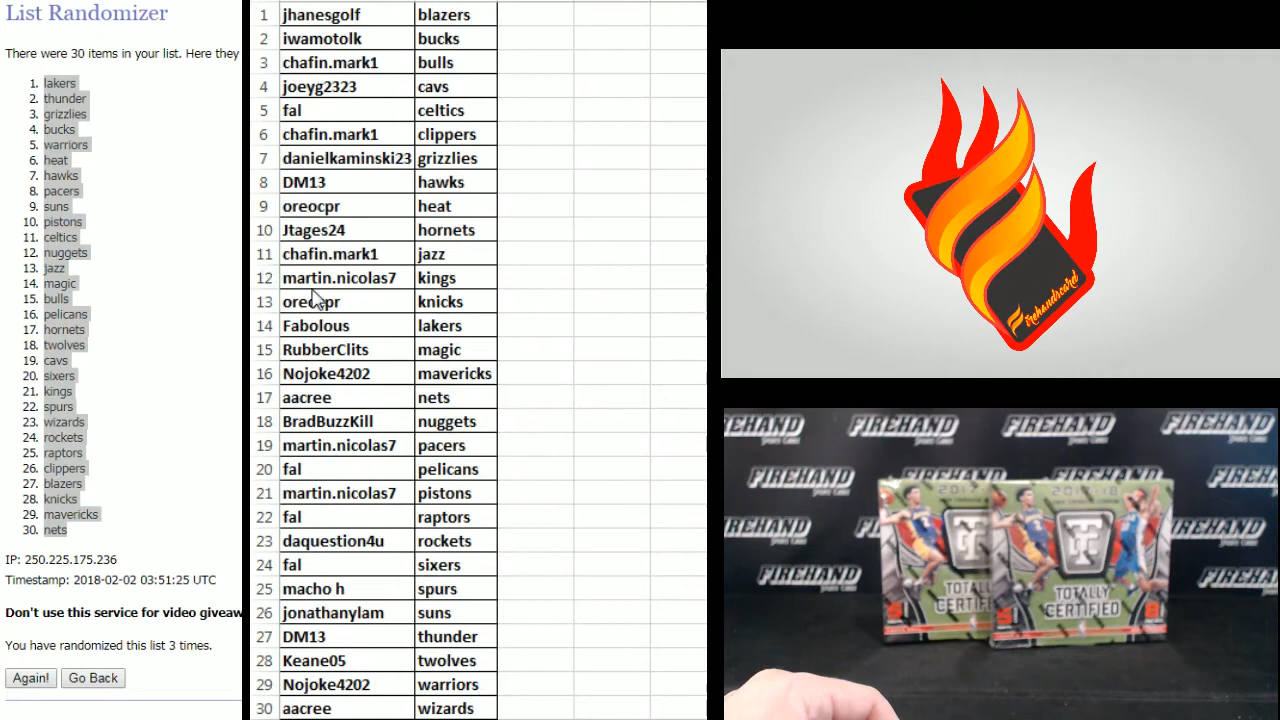 List Randomizer
There were 30 items in your list. Here they
1. lakers
2. thunder
3. grizzlies
4. bucks
5. warriors
6. heat
7. hawks
8. pacers
9. suns
10. pistons
11. celtics
12. nuggets
13. jazz
14. magic
15. bulls
16. pelicans
17. hornets
18. twolves
19. cavs
20. sixers
21. kings
22. spurs
23. wizards
24. rockets
25. raptors
26. clippers
27. blazers
28. knicks
29. mavericks
30. nets
IP: 250.225.175.236
Timestamp: 2018-02-02 03:51:25 UTC
Don't use this service for video giveaw
You have randomized this list 3 times.
Again! Go Back
1 jhanesgolf blazers
2 iwamotolk bucks
3 chafin.mark1 bulls
4 joeyg2323 cavs
5 fal celtics
6 chafin.mark1 clippers
7 danielkaminski23 grizzlies
8 DM13 hawks
9 oreocpr heat
10 Jtages24 hornets
11 chafin.mark1 jazz
12 martin.nicolas7 kings
13 oreocpr knicks
14 Fabolous lakers
15 RubberClits magic
16 Nojoke4202 mavericks
17 aacree nets
18 BradBuzzKill nuggets
19 martin.nicolas7 pacers
20 fal pelicans
21 martin.nicolas7 pistons
22 fal raptors
23 daquestion4u rockets
24 fal sixers
25 macho h spurs
26 jonathanylam suns
27 DM13 thunder
28 Keane05 twolves
29 Nojoke4202 warriors
30 aacree wizards
Firehandscard
FIREHAND FIREHAND FIREHAND FIREHAND
2017-18
TOTALLY
CERTIFIED